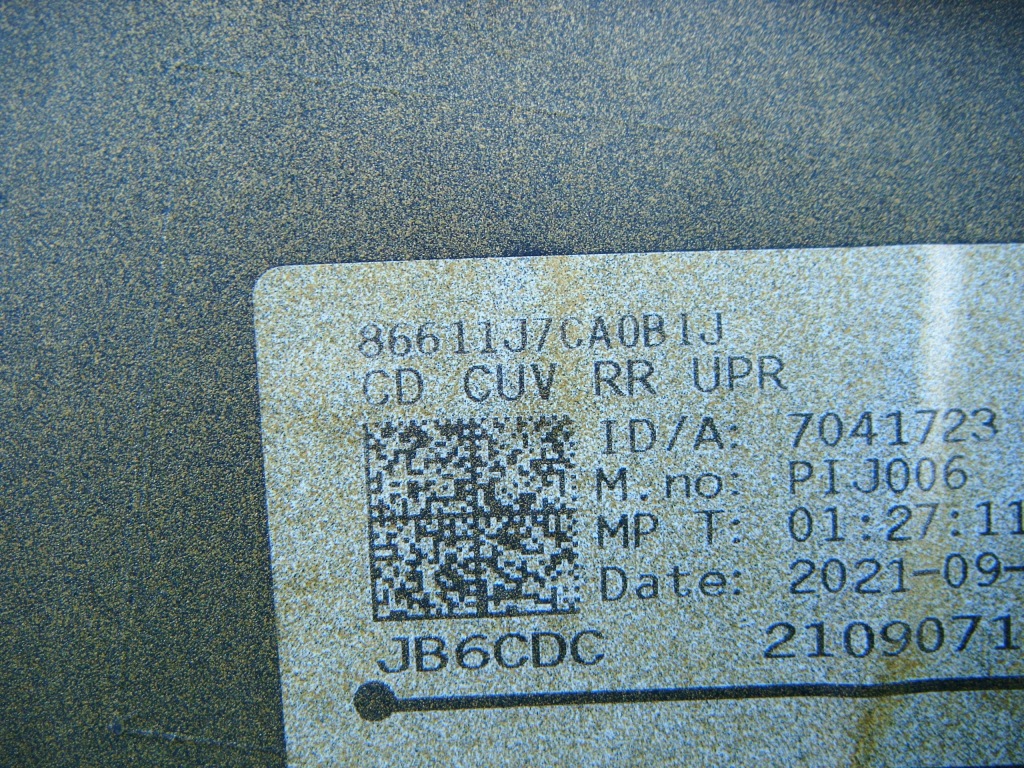 86611J7CA0BIJ
CD CUV RR UPR
ID/A: 7041723
M.no: PIJ006
MP T: 01:27:11
Date: 2021-09-
JB6CDC 2109071